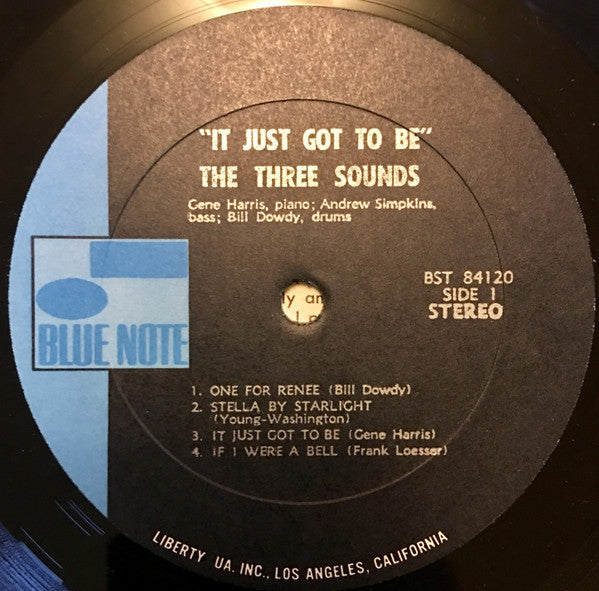 "IT JUST GOT TO BE"
THE THREE SOUNDS
Gene Harris, piano; Andrew Simpkins,
bass; Bill Dowdy, drums
BST 84120
SIDE 1
STEREO
BLUE NOTE
1. ONE FOR RENEE (Bill Dowdy)
2. STELLA BY STARLIGHT
(Young-Washington)
3. IT JUST GOT TO BE (Gene Harris)
4. IF I WERE A BELL (Frank Loesser)
LIBERTY UA. INC., LOS ANGELES, CALIFORNIA